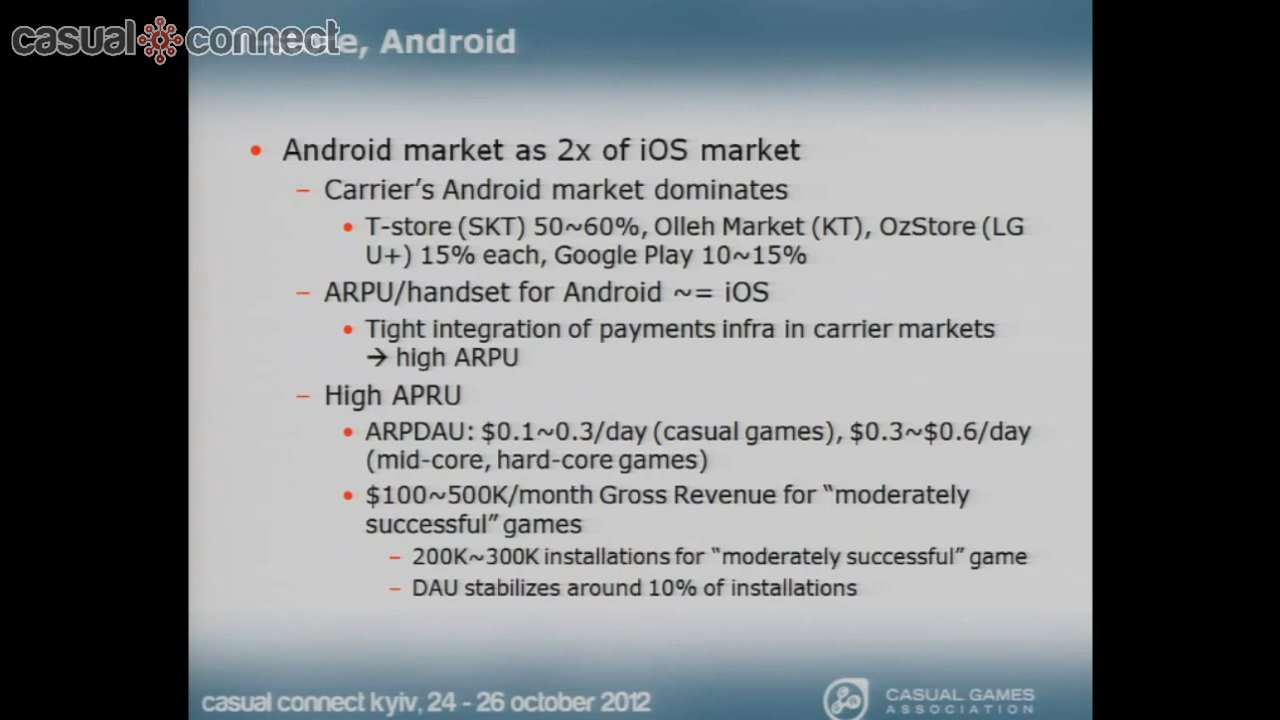 casual connect
Android
• Android market as 2x of iOS market
– Carrier's Android market dominates
• T-store (SKT) 50~60%, Olleh Market (KT), OzStore (LG
U+) 15% each, Google Play 10~15%
– ARPU/handset for Android ~= iOS
• Tight integration of payments infra in carrier markets
→ high ARPU
– High APRU
• ARPDAU: $0.1~0.3/day (casual games), $0.3~$0.6/day
(mid-core, hard-core games)
• $100~500K/month Gross Revenue for “moderately
successful” games
– 200K~300K installations for “moderately successful” game
– DAU stabilizes around 10% of installations
casual connect kyiv, 24 - 26 october 2012
CASUAL GAMES
ASSOCIATION